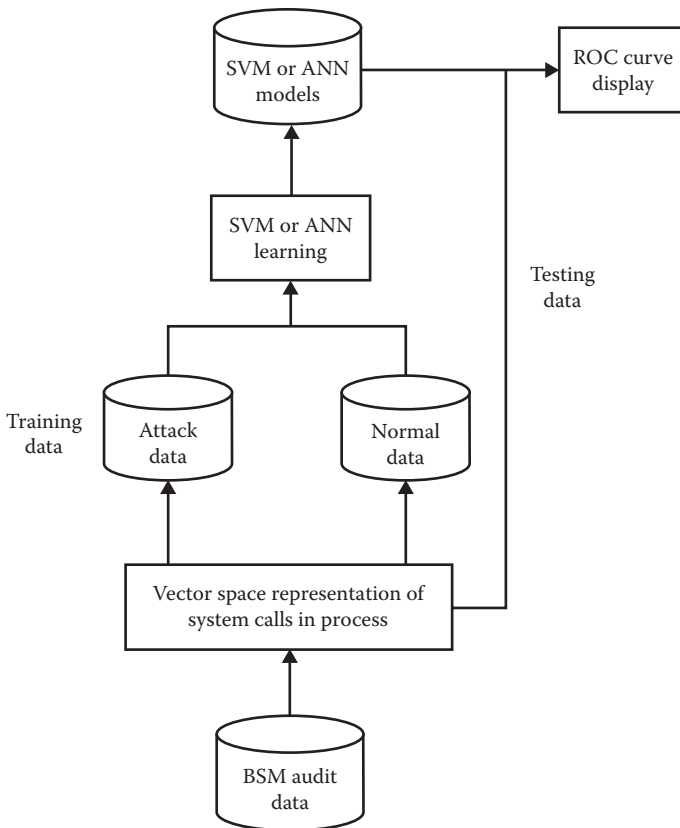 SVM or ANN
models
ROC curve
display
SVM or ANN
learning
Testing
data
Training
data
Attack
data
Normal
data
Vector space representation of
system calls in process
BSM audit
data